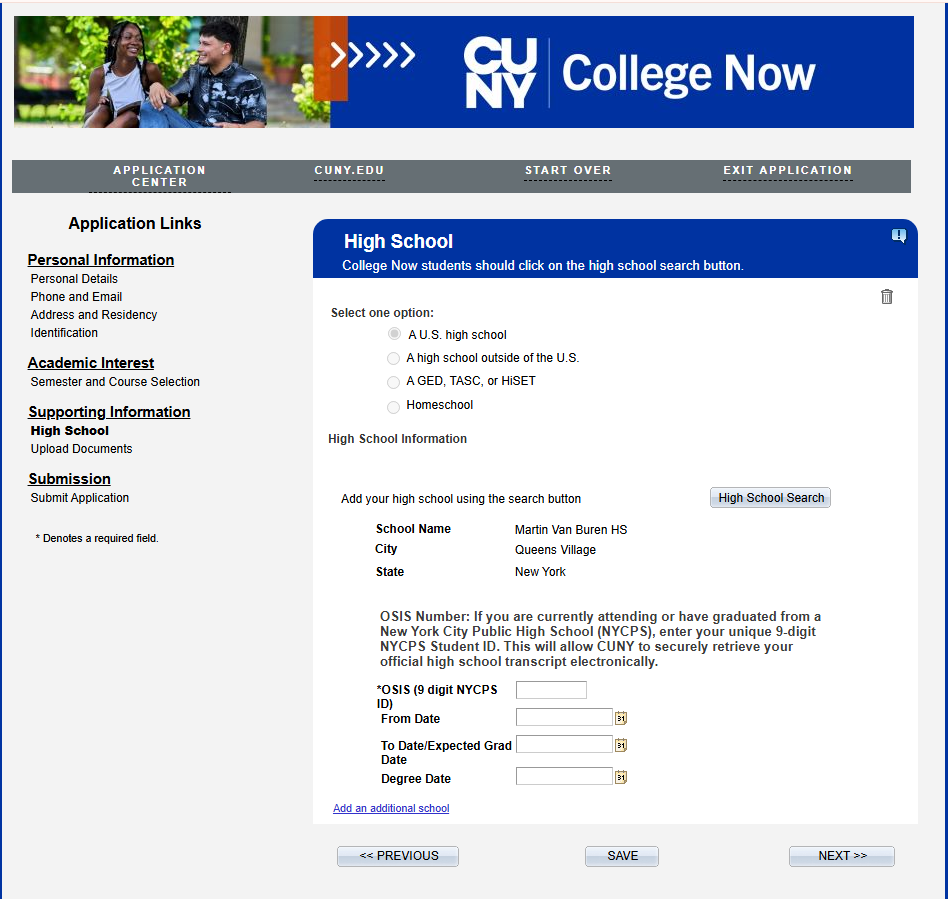 CU
NY
College Now
APPLICATION
CENTER
CUNY.EDU
START OVER
EXIT APPLICATION
Application Links
Personal Information
Personal Details
Phone and Email
Address and Residency
Identification
Academic Interest
Semester and Course Selection
Supporting Information
High School
Upload Documents
Submission
Submit Application
* Denotes a required field.
High School
College Now students should click on the high school search button.
Select one option:
A U.S. high school
A high school outside of the U.S.
A GED, TASC, or HiSET
Homeschool
High School Information
Add your high school using the search button
High School Search
School Name Martin Van Buren HS
City Queens Village
State New York
OSIS Number: If you are currently attending or have graduated from a
New York City Public High School (NYCPS), enter your unique 9-digit
NYCPS Student ID. This will allow CUNY to securely retrieve your
official high school transcript electronically.
*OSIS (9 digit NYCPS
ID)
From Date
31
To Date/Expected Grad
Date
31
Degree Date
31
Add an additional school
<< PREVIOUS
SAVE
NEXT >>